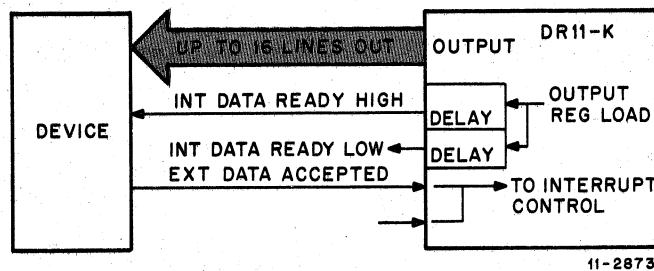 UP TO 16 LINES OUT
OUTPUT
DR11-K
INT DATA READY HIGH
DELAY
OUTPUT
REG LOAD
DEVICE
INT DATA READY LOW
DELAY
EXT DATA ACCEPTED
TO INTERRUPT
CONTROL
11-2873